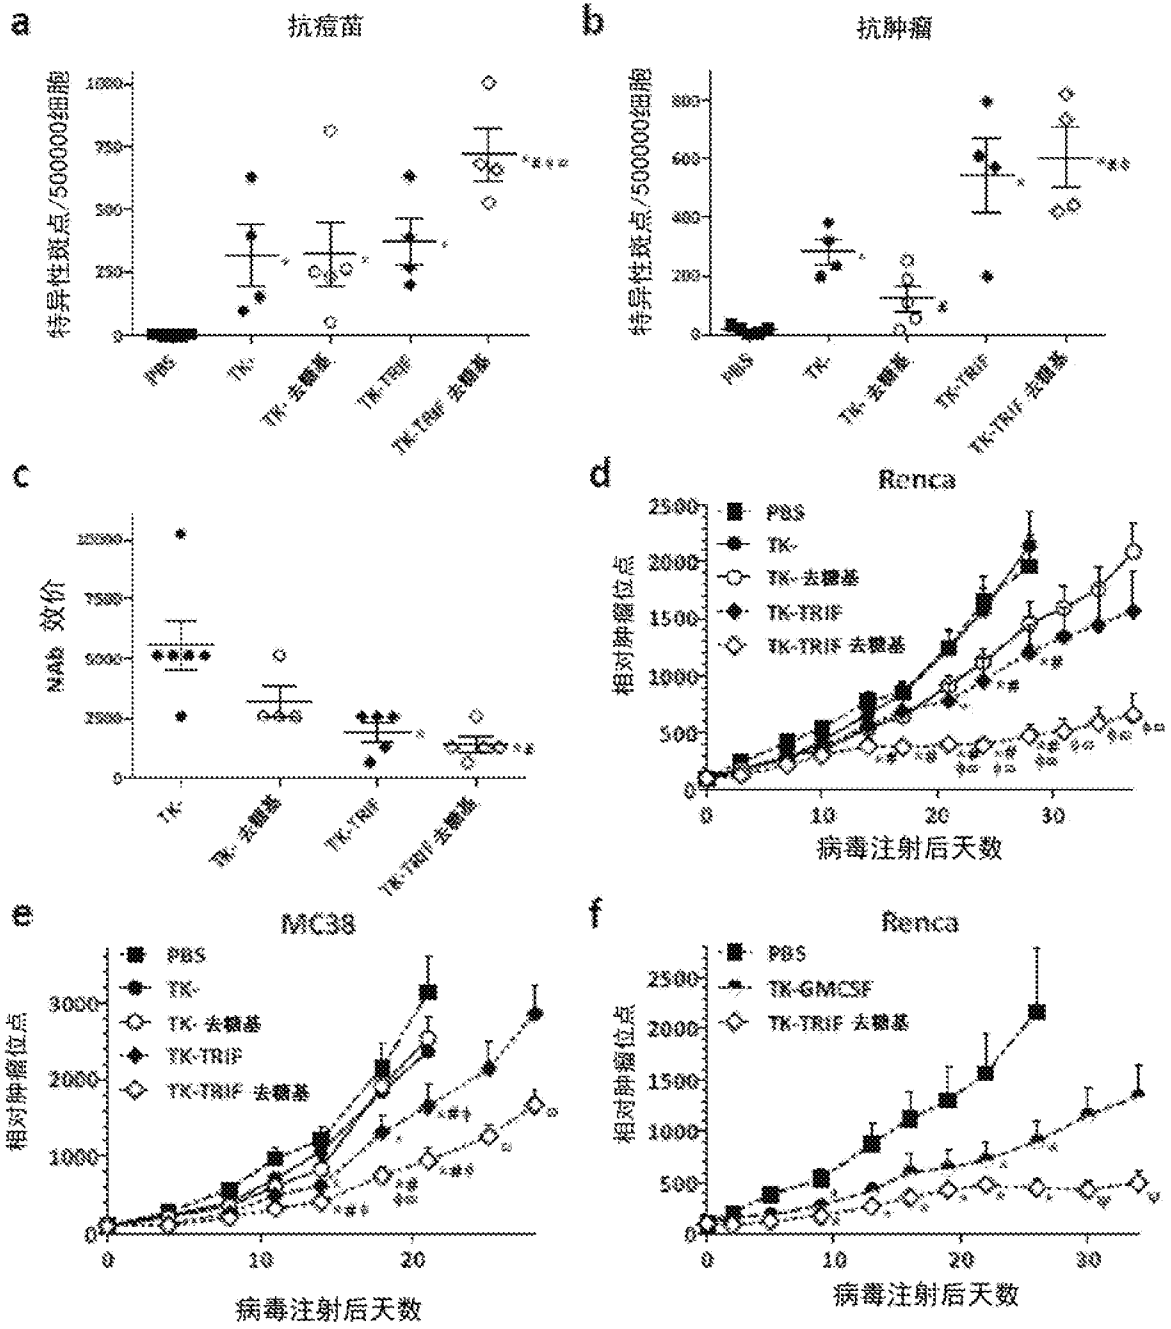 a
抗痘苗
特异性斑点/500000细胞
1000
750
500
250
0
PBS
TK-
TK- 去糖基
TK-TRIF
TK-TRIF 去糖基
*
*
*
*#ϕ¤
b
抗肿瘤
特异性斑点/500000细胞
800
600
400
200
0
PBS
TK-
TK- 去糖基
TK-TRIF
TK-TRIF 去糖基
*
#
*
*#ϕ
c
NAb 效价
10000
7500
5000
2500
0
TK-
TK- 去糖基
TK-TRIF
TK-TRIF 去糖基
*
*#
d
Renca
相对肿瘤位点
2500
2000
1500
1000
500
0
PBS
TK-
TK- 去糖基
TK-TRIF
TK-TRIF 去糖基
0
10
20
30
病毒注射后天数
e
MC38
相对肿瘤位点
3000
2000
1000
0
PBS
TK-
TK- 去糖基
TK-TRIF
TK-TRIF 去糖基
0
10
20
病毒注射后天数
f
Renca
相对肿瘤位点
2500
2000
1500
1000
500
0
PBS
TK-GMCSF
TK-TRIF 去糖基
0
10
20
30
病毒注射后天数